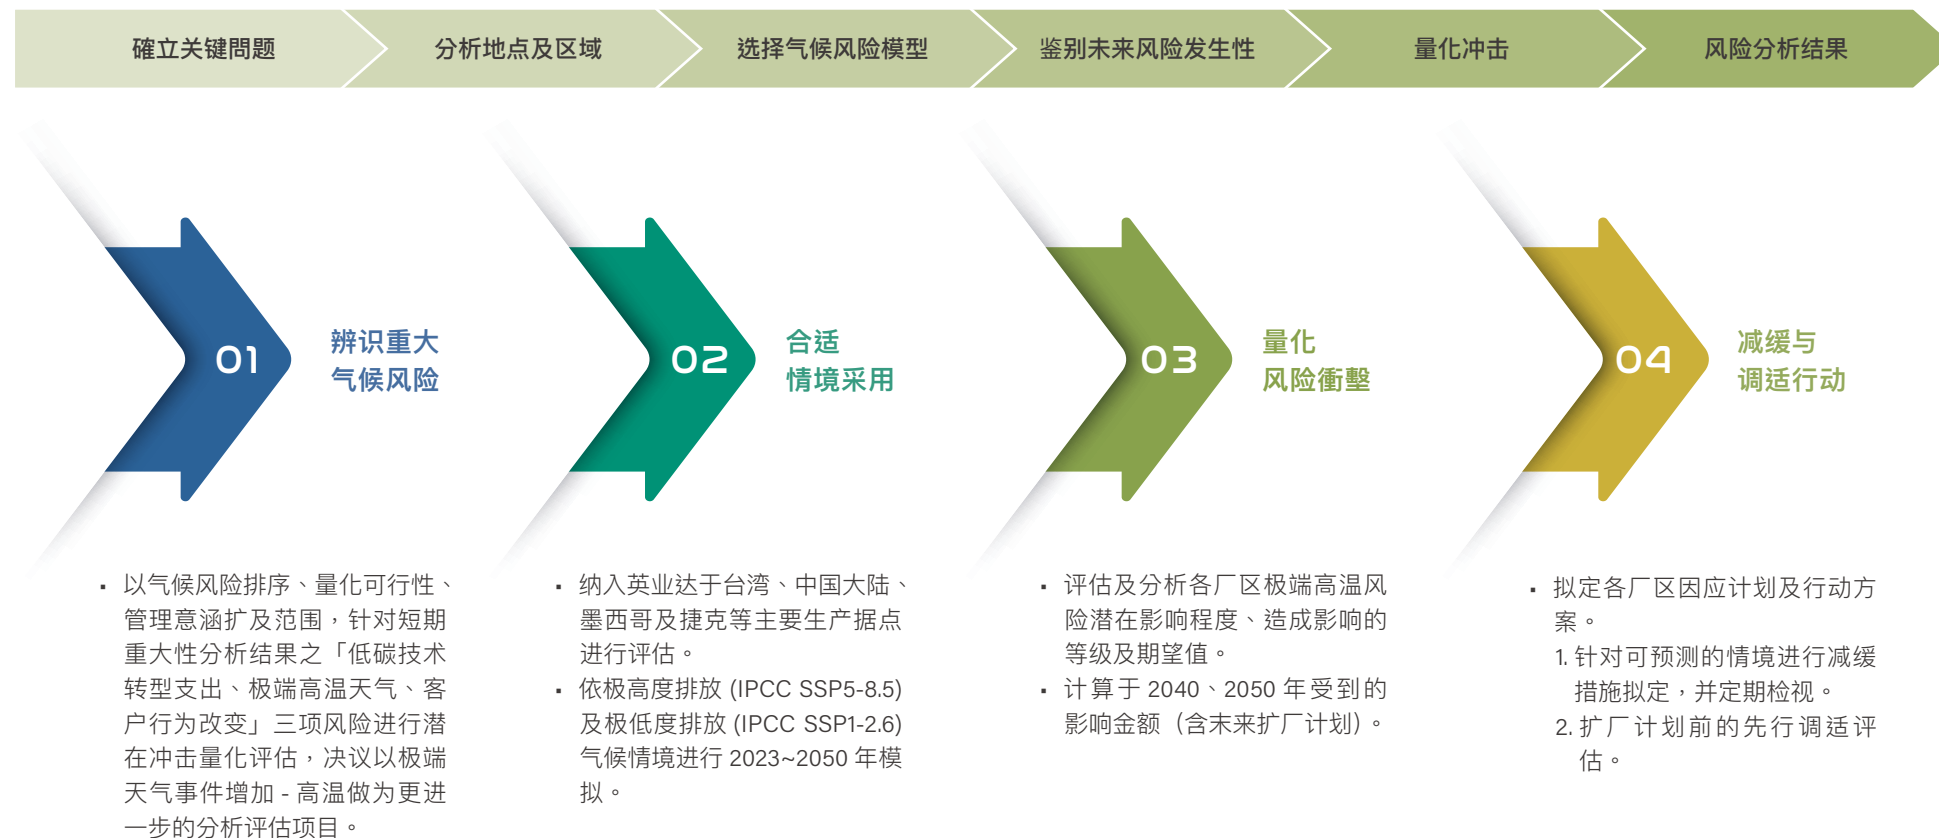 確立关键問题
分析地点及区域
选择气候风险模型
鉴别未来风险发生性
量化冲击
风险分析结果
01
辨识重大
气候风险
02
合适
情境采用
03
量化
风险衝擊
04
减缓与
调适行动
▪ 以气候风险排序、量化可行性、
管理意涵扩及范围，针对短期
重大性分析结果之「低碳技术
转型支出、极端高温天气、客
户行为改变」三项风险进行潜
在冲击量化评估，决议以极端
天气事件增加 - 高温做为更进
一步的分析评估项目。
▪ 纳入英业达于台湾、中国大陆、
墨西哥及捷克等主要生产据点
进行评估。
▪ 依极高度排放 (IPCC SSP5-8.5)
及极低度排放 (IPCC SSP1-2.6)
气候情境进行 2023~2050 年模
拟。
▪ 评估及分析各厂区极端高温风
险潜在影响程度、造成影响的
等级及期望值。
▪ 计算于 2040、2050 年受到的
影响金额（含未来扩厂计划）。
▪ 拟定各厂区因应计划及行动方
案。
1. 针对可预测的情境进行减缓
措施拟定，并定期检视。
2. 扩厂计划前的先行调适评
估。